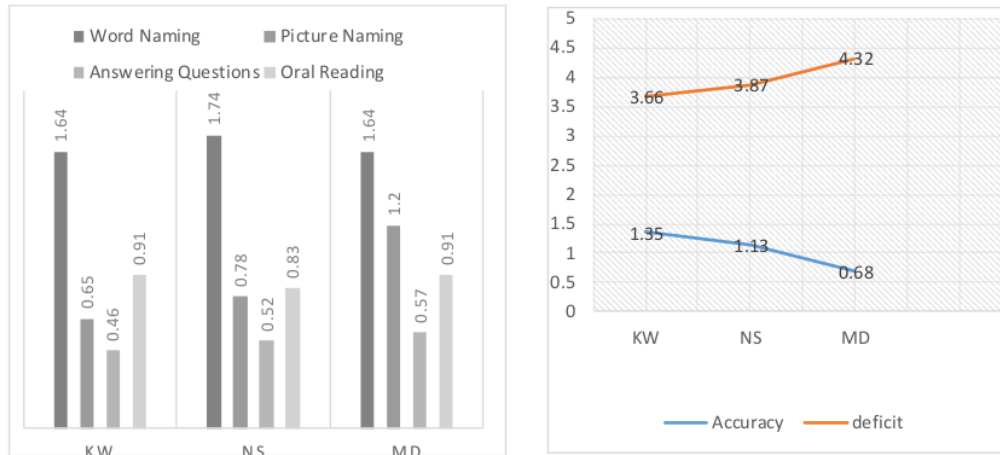 Word Naming Picture Naming
Answering Questions Oral Reading
1.64 0.65 0.46 0.91
1.74 0.78 0.52 0.83
1.64 1.2 0.57 0.91
KW NS MD
5
4.5
4
3.5
3
2.5
2
1.5
1
0.5
0
3.66 3.87 4.32
1.35 1.13 0.68
KW NS MD
Accuracy deficit